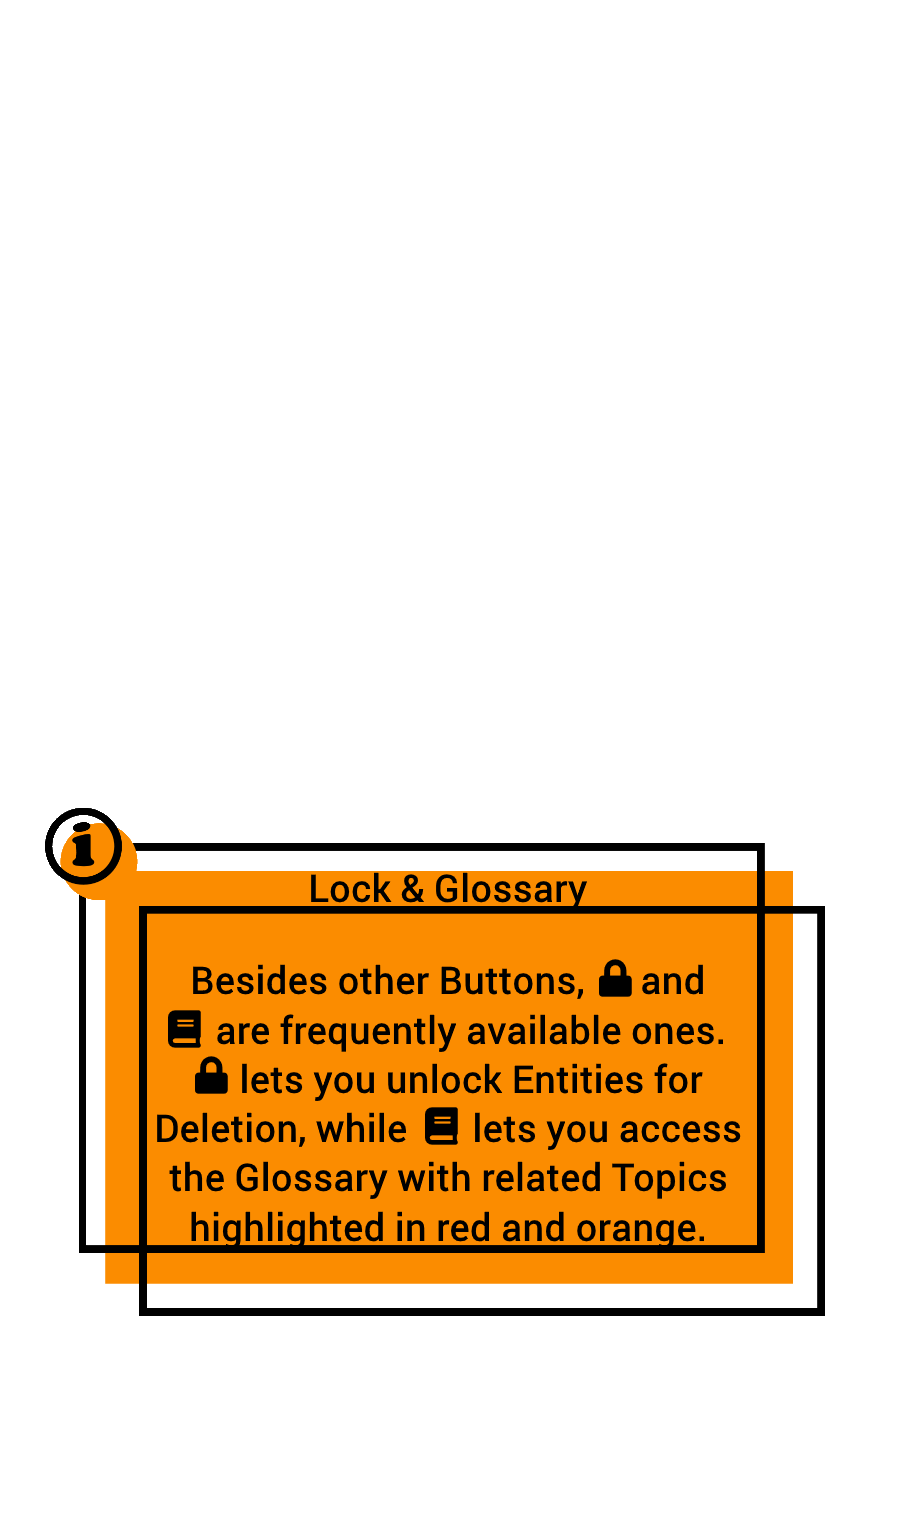 i
Lock & Glossary
Besides other Buttons, 🔒 and
📕 are frequently available ones.
🔒 lets you unlock Entities for
Deletion, while 📕 lets you access
the Glossary with related Topics
highlighted in red and orange.